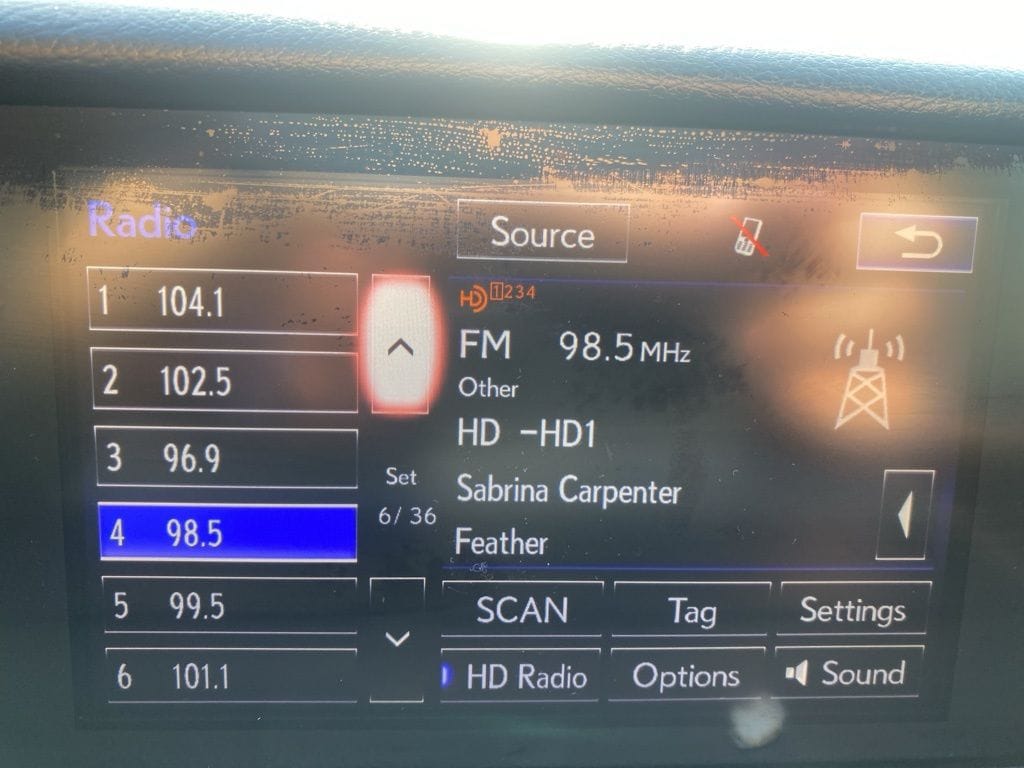 Radio
Source
1 104.1
2 102.5
3 96.9
4 98.5
5 99.5
6 101.1
Set
6/ 36
HD 1234
FM 98.5 MHz
Other
HD -HD1
Sabrina Carpenter
Feather
SCAN Tag Settings
HD Radio Options Sound